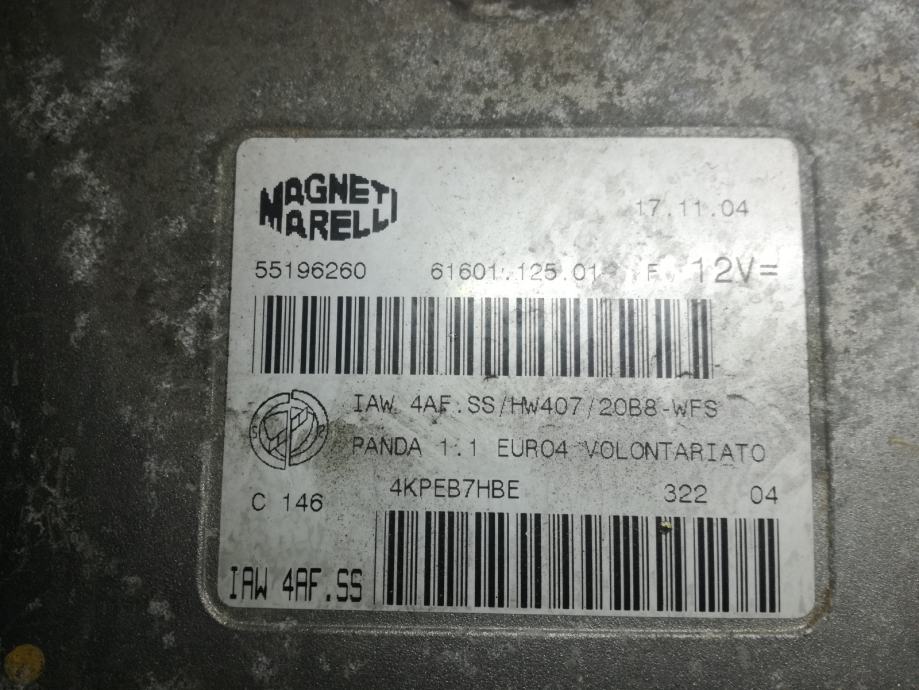 MAGNETI
MARELLI
17.11.04
55196260 61601.125.01 F 12V=
IAW 4AF.SS/HW407/20B8-WFS
PANDA 1.1 EURO4 VOLONTARIATO
4KPEB7HBE 322 04
C 146
IAW 4AF.SS